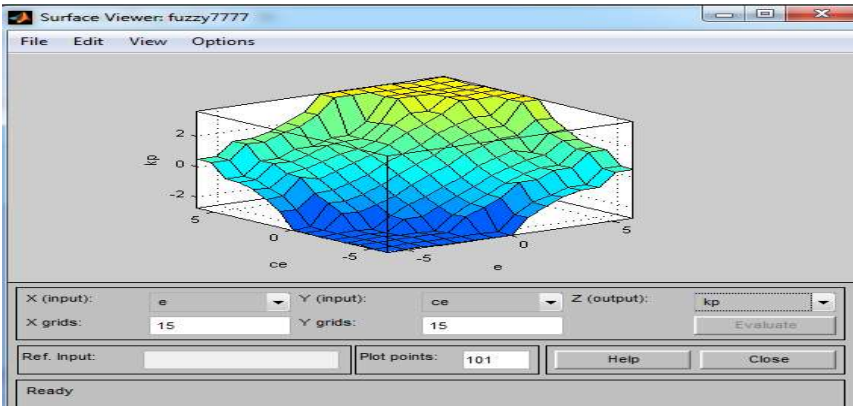 Surface Viewer: fuzzy7777
File Edit View Options
2
0
-2
kp
5
0
-5
ce
-5
0
5
e
X (input): e Y (input): ce Z (output): kp
X grids: 15 Y grids: 15 Evaluate
Ref. Input: Plot points: 101 Help Close
Ready